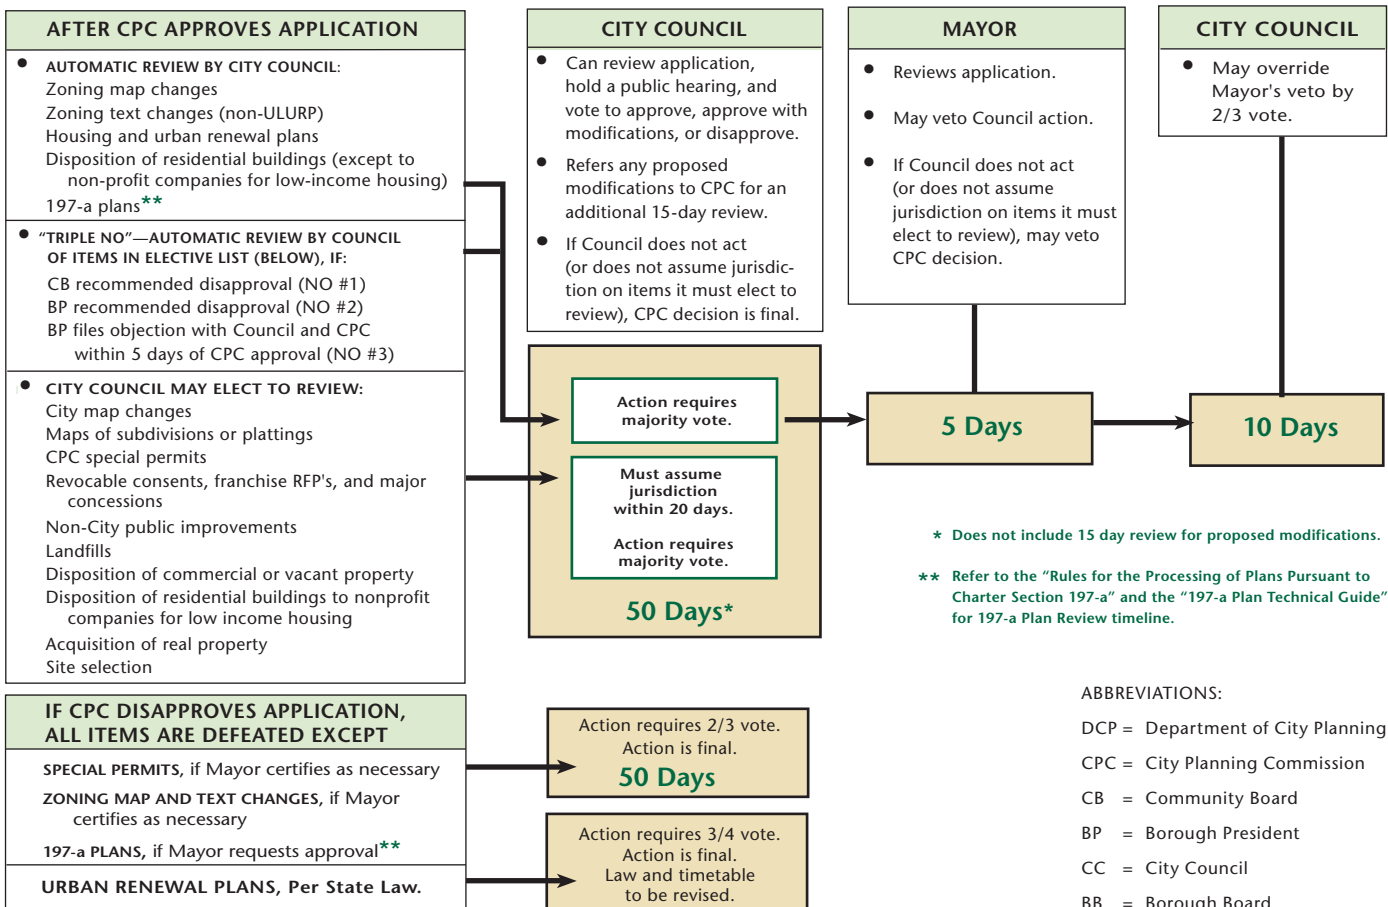 AFTER CPC APPROVES APPLICATION
• AUTOMATIC REVIEW BY CITY COUNCIL:
Zoning map changes
Zoning text changes (non-ULURP)
Housing and urban renewal plans
Disposition of residential buildings (except to
non-profit companies for low-income housing)
197-a plans**
• “TRIPLE NO”—AUTOMATIC REVIEW BY COUNCIL
OF ITEMS IN ELECTIVE LIST (BELOW), IF:
CB recommended disapproval (NO #1)
BP recommended disapproval (NO #2)
BP files objection with Council and CPC
within 5 days of CPC approval (NO #3)
• CITY COUNCIL MAY ELECT TO REVIEW:
City map changes
Maps of subdivisions or plattings
CPC special permits
Revocable consents, franchise RFP's, and major
concessions
Non-City public improvements
Landfills
Disposition of commercial or vacant property
Disposition of residential buildings to nonprofit
companies for low income housing
Acquisition of real property
Site selection
CITY COUNCIL
• Can review application,
hold a public hearing, and
vote to approve, approve with
modifications, or disapprove.
• Refers any proposed
modifications to CPC for an
additional 15-day review.
• If Council does not act
(or does not assume jurisdic-
tion on items it must elect to
review), CPC decision is final.
Action requires
majority vote.
Must assume
jurisdiction
within 20 days.
Action requires
majority vote.
50 Days*
MAYOR
• Reviews application.
• May veto Council action.
• If Council does not act
(or does not assume
jurisdiction on items it must
elect to review), may veto
CPC decision.
5 Days
CITY COUNCIL
• May override
Mayor's veto by
2/3 vote.
10 Days
* Does not include 15 day review for proposed modifications.
** Refer to the “Rules for the Processing of Plans Pursuant to
Charter Section 197-a” and the “197-a Plan Technical Guide”
for 197-a Plan Review timeline.
IF CPC DISAPPROVES APPLICATION,
ALL ITEMS ARE DEFEATED EXCEPT
SPECIAL PERMITS, if Mayor certifies as necessary
ZONING MAP AND TEXT CHANGES, if Mayor
certifies as necessary
197-a PLANS, if Mayor requests approval**
URBAN RENEWAL PLANS, Per State Law.
Action requires 2/3 vote.
Action is final.
50 Days
Action requires 3/4 vote.
Action is final.
Law and timetable
to be revised.
ABBREVIATIONS:
DCP = Department of City Planning
CPC = City Planning Commission
CB = Community Board
BP = Borough President
CC = City Council
BB = Borough Board